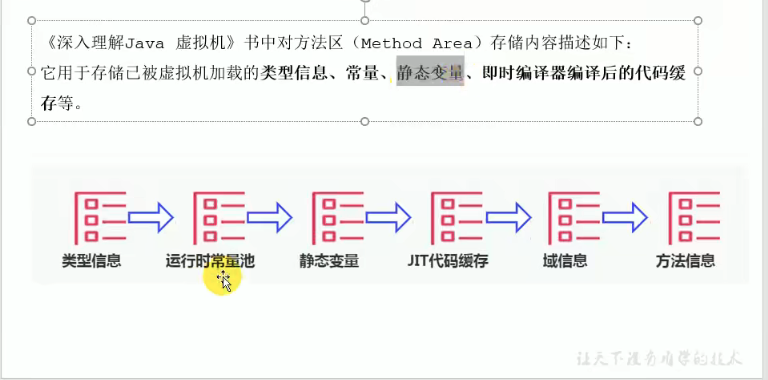 《深入理解Java 虚拟机》书中对方法区（Method Area）存储内容描述如下：
它用于存储已被虚拟机加载的类型信息、常量、静态变量、即时编译器编译后的代码缓
存等。
类型信息 运行时常量池 静态变量 JIT代码缓存 域信息 方法信息
让天下没有难学的技术